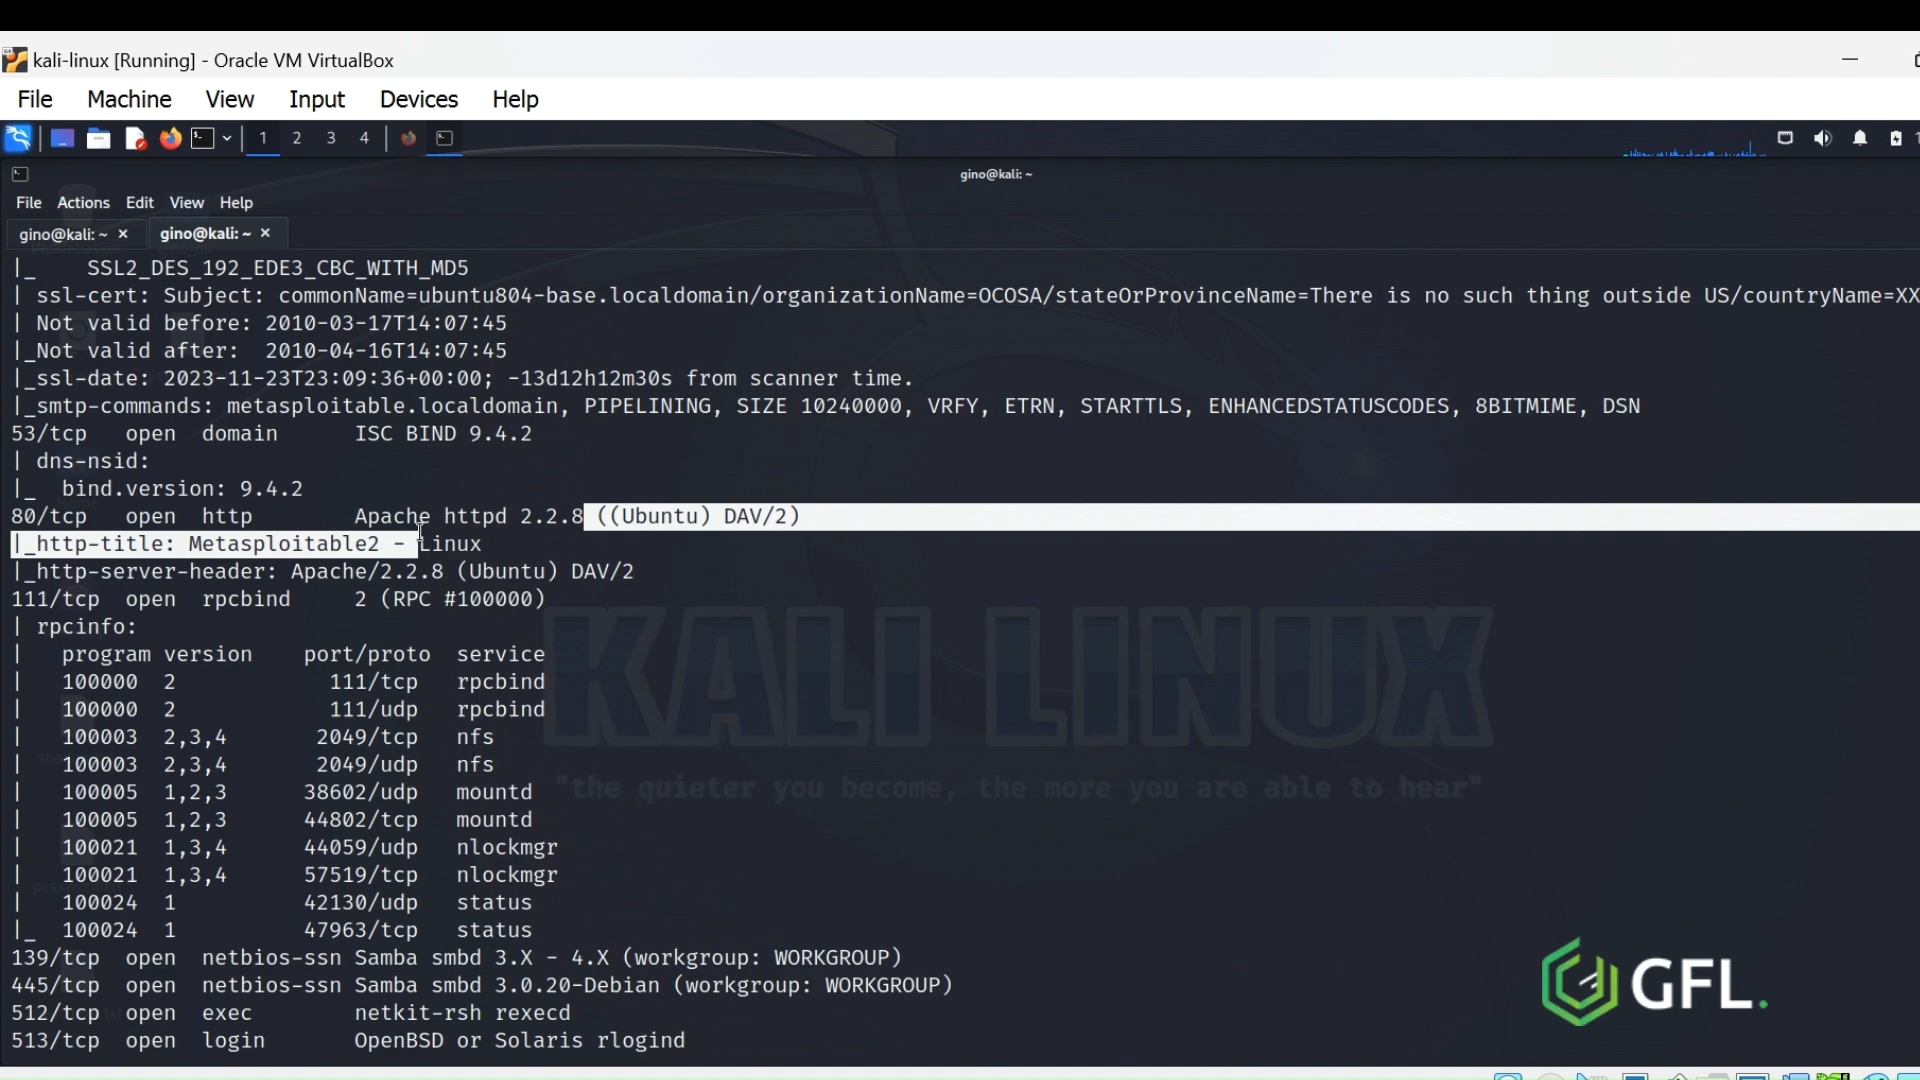 kali-linux [Running] - Oracle VM VirtualBox
File Machine View Input Devices Help
1 2 3 4
gino@kali: ~
File Actions Edit View Help
gino@kali: ~ × gino@kali: ~ ×
|_    SSL2_DES_192_EDE3_CBC_WITH_MD5
| ssl-cert: Subject: commonName=ubuntu804-base.localdomain/organizationName=OCOSA/stateOrProvinceName=There is no such thing outside US/countryName=XX
| Not valid before: 2010-03-17T14:07:45
|_Not valid after:  2010-04-16T14:07:45
|_ssl-date: 2023-11-23T23:09:36+00:00; -13d12h12m30s from scanner time.
|_smtp-commands: metasploitable.localdomain, PIPELINING, SIZE 10240000, VRFY, ETRN, STARTTLS, ENHANCEDSTATUSCODES, 8BITMIME, DSN
53/tcp   open  domain      ISC BIND 9.4.2
| dns-nsid:
|_  bind.version: 9.4.2
80/tcp   open  http        Apache httpd 2.2.8 ((Ubuntu) DAV/2)
|_http-title: Metasploitable2 - Linux
|_http-server-header: Apache/2.2.8 (Ubuntu) DAV/2
111/tcp  open  rpcbind     2 (RPC #100000)
| rpcinfo:
|   program version    port/proto  service
|   100000  2            111/tcp   rpcbind
|   100000  2            111/udp   rpcbind
|   100003  2,3,4       2049/tcp   nfs
|   100003  2,3,4       2049/udp   nfs
|   100005  1,2,3      38602/udp   mountd
|   100005  1,2,3      44802/tcp   mountd
|   100021  1,3,4      44059/udp   nlockmgr
|   100021  1,3,4      57519/tcp   nlockmgr
|   100024  1          42130/udp   status
|_  100024  1          47963/tcp   status
139/tcp  open  netbios-ssn Samba smbd 3.X - 4.X (workgroup: WORKGROUP)
445/tcp  open  netbios-ssn Samba smbd 3.0.20-Debian (workgroup: WORKGROUP)
512/tcp  open  exec        netkit-rsh rexecd
513/tcp  open  login       OpenBSD or Solaris rlogind
KALI LINUX
"the quieter you become, the more you are able to hear"
GFL.